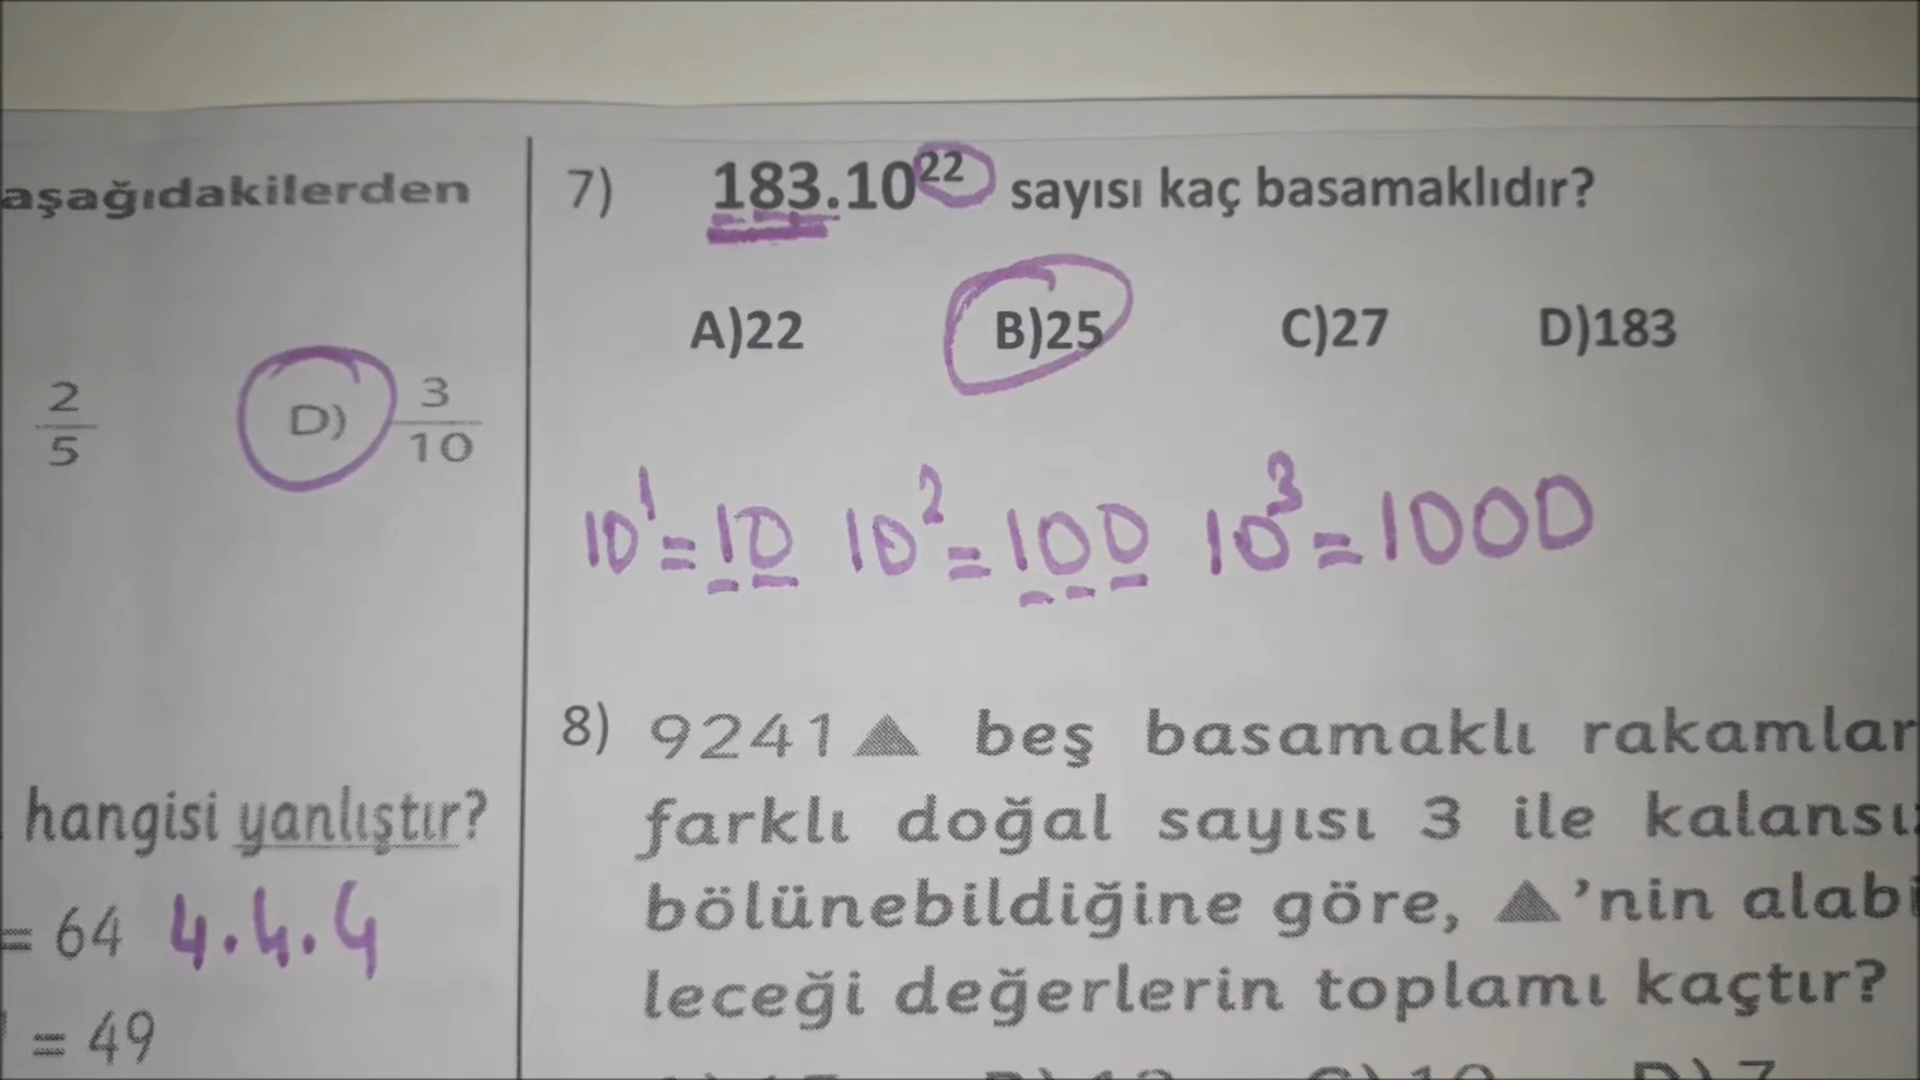 aşağıdakilerden
2
5
D) 3
10
hangisi yanlıştır?
= 64 4.4.4
= 49
7) 183.10²² sayısı kaç basamaklıdır?
A)22 B)25 C)27 D)183
10¹=10 10²=100 10³=1000
8) 9241▲ beş basamaklı rakamlar
farklı doğal sayısı 3 ile
bölünebildiğine göre, ▲'nin alabi
leceği değerlerin toplamı kaçtır?